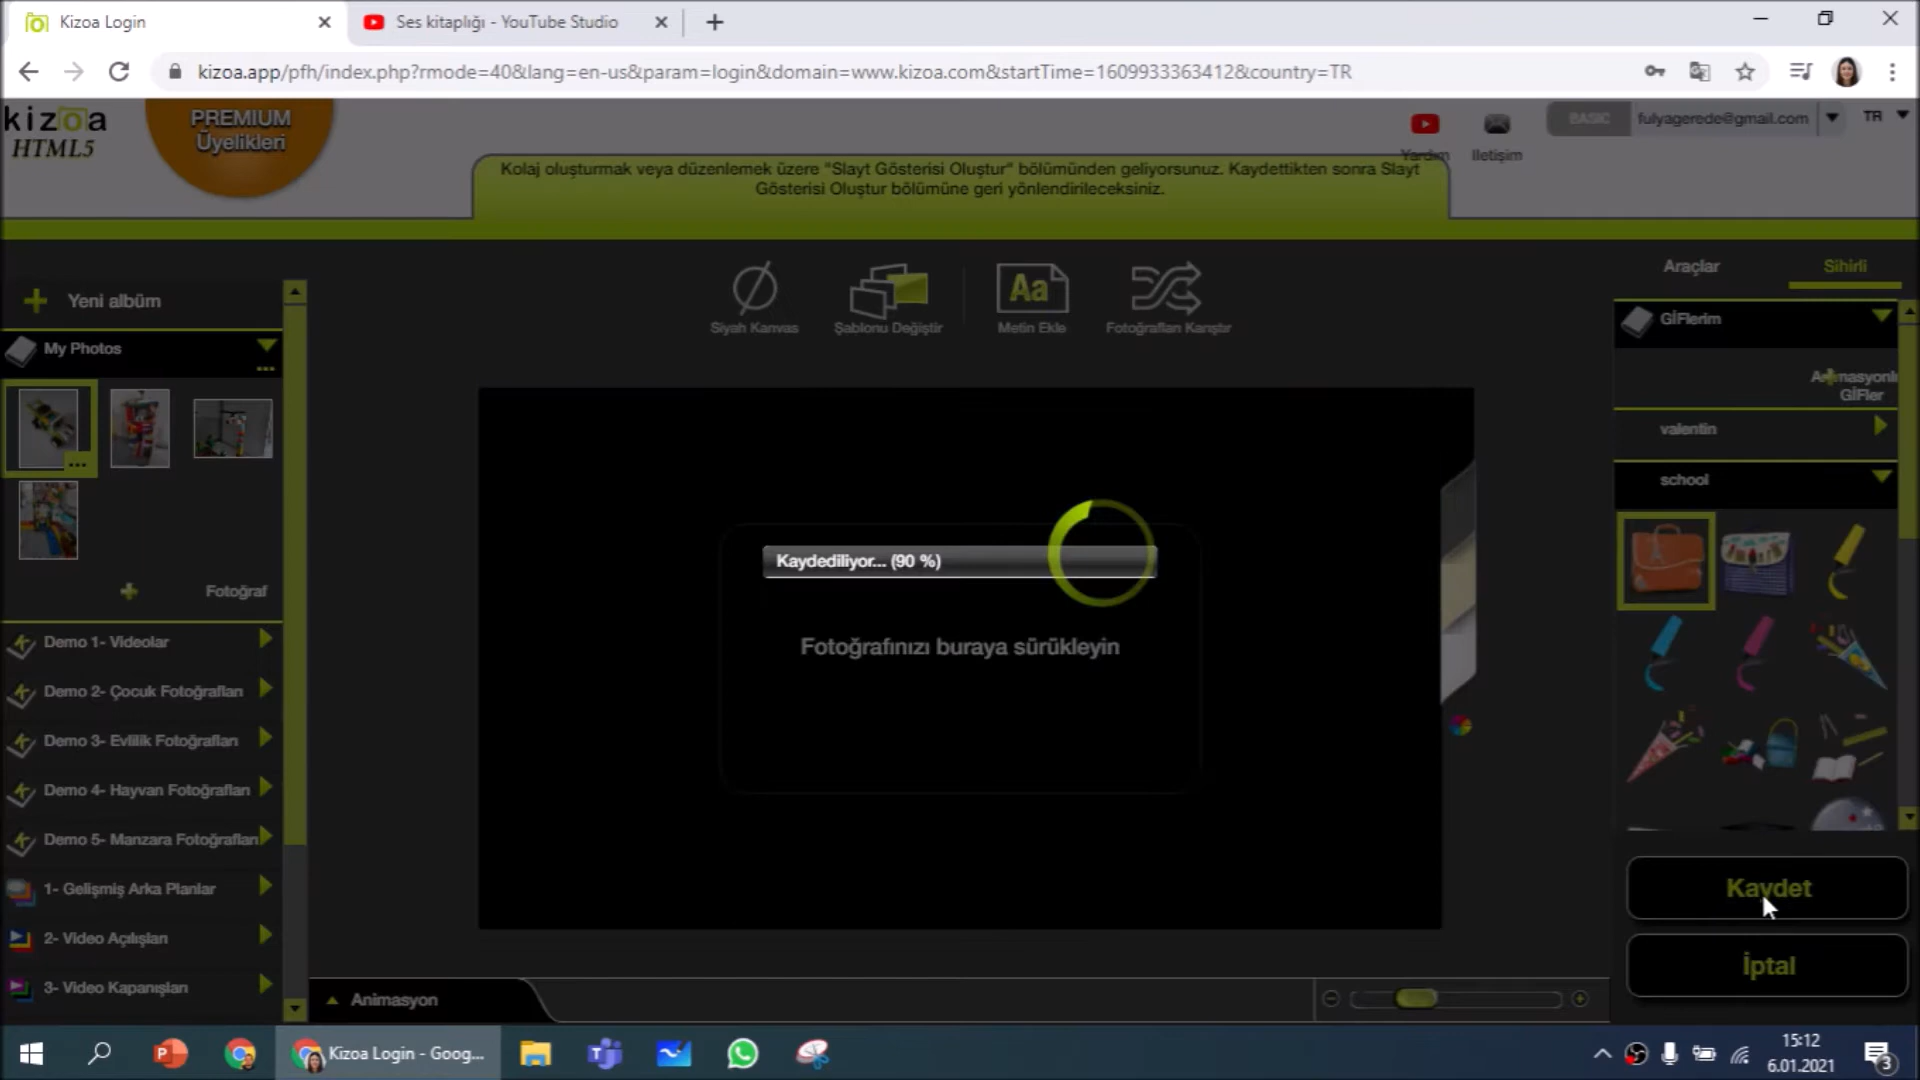 Kizoa Login
Ses kitaplığı - YouTube Studio
kizoa.app/pfh/index.php?rmode=40&lang=en-us&param=login&domain=www.kizoa.com&startTime=1609933363412&country=TR
kizoa
HTML5
PREMIUM
Üyelikleri
Yardım
İletişim
BASIC
fulyagerede@gmail.com
TR
Kolaj oluşturmak veya düzenlemek üzere "Slayt Gösterisi Oluştur" bölümünden geliyorsunuz. Kaydettikten sonra Slayt
Gösterisi Oluştur bölümüne geri yönlendirileceksiniz.
Yeni albüm
My Photos
...
...
Fotoğraf
Demo 1- Videolar
Demo 2- Çocuk Fotoğrafları
Demo 3- Evlilik Fotoğrafları
Demo 4- Hayvan Fotoğrafları
Demo 5- Manzara Fotoğrafları
1- Gelişmiş Arka Planlar
2- Video Açılışları
3- Video Kapanışları
Siyah Kanvas
Şablonu Değiştir
Aa
Metin Ekle
Fotoğrafları Karıştır
Kaydediliyor... (90 %)
Fotoğrafınızı buraya sürükleyin
Animasyon
Araçlar
Sihirli
GİFlerim
Animasyonlı
GİFler
valentin
school
Kaydet
İptal
Kizoa Login - Goog...
15:12
6.01.2021
3